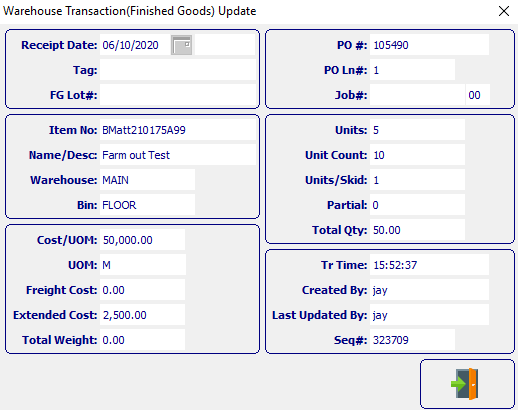 Warehouse Transaction(Finished Goods) Update
Receipt Date: 06/10/2020
Tag:
FG Lot#:
PO #: 105490
PO Ln#: 1
Job#: 00
Item No: BMatt210175A99
Name/Desc: Farm out Test
Warehouse: MAIN
Bin: FLOOR
Units: 5
Unit Count: 10
Units/Skid: 1
Partial: 0
Total Qty: 50.00
Cost/UOM: 50,000.00
UOM: M
Freight Cost: 0.00
Extended Cost: 2,500.00
Total Weight: 0.00
Tr Time: 15:52:37
Created By: jay
Last Updated By: jay
Seq#: 323709